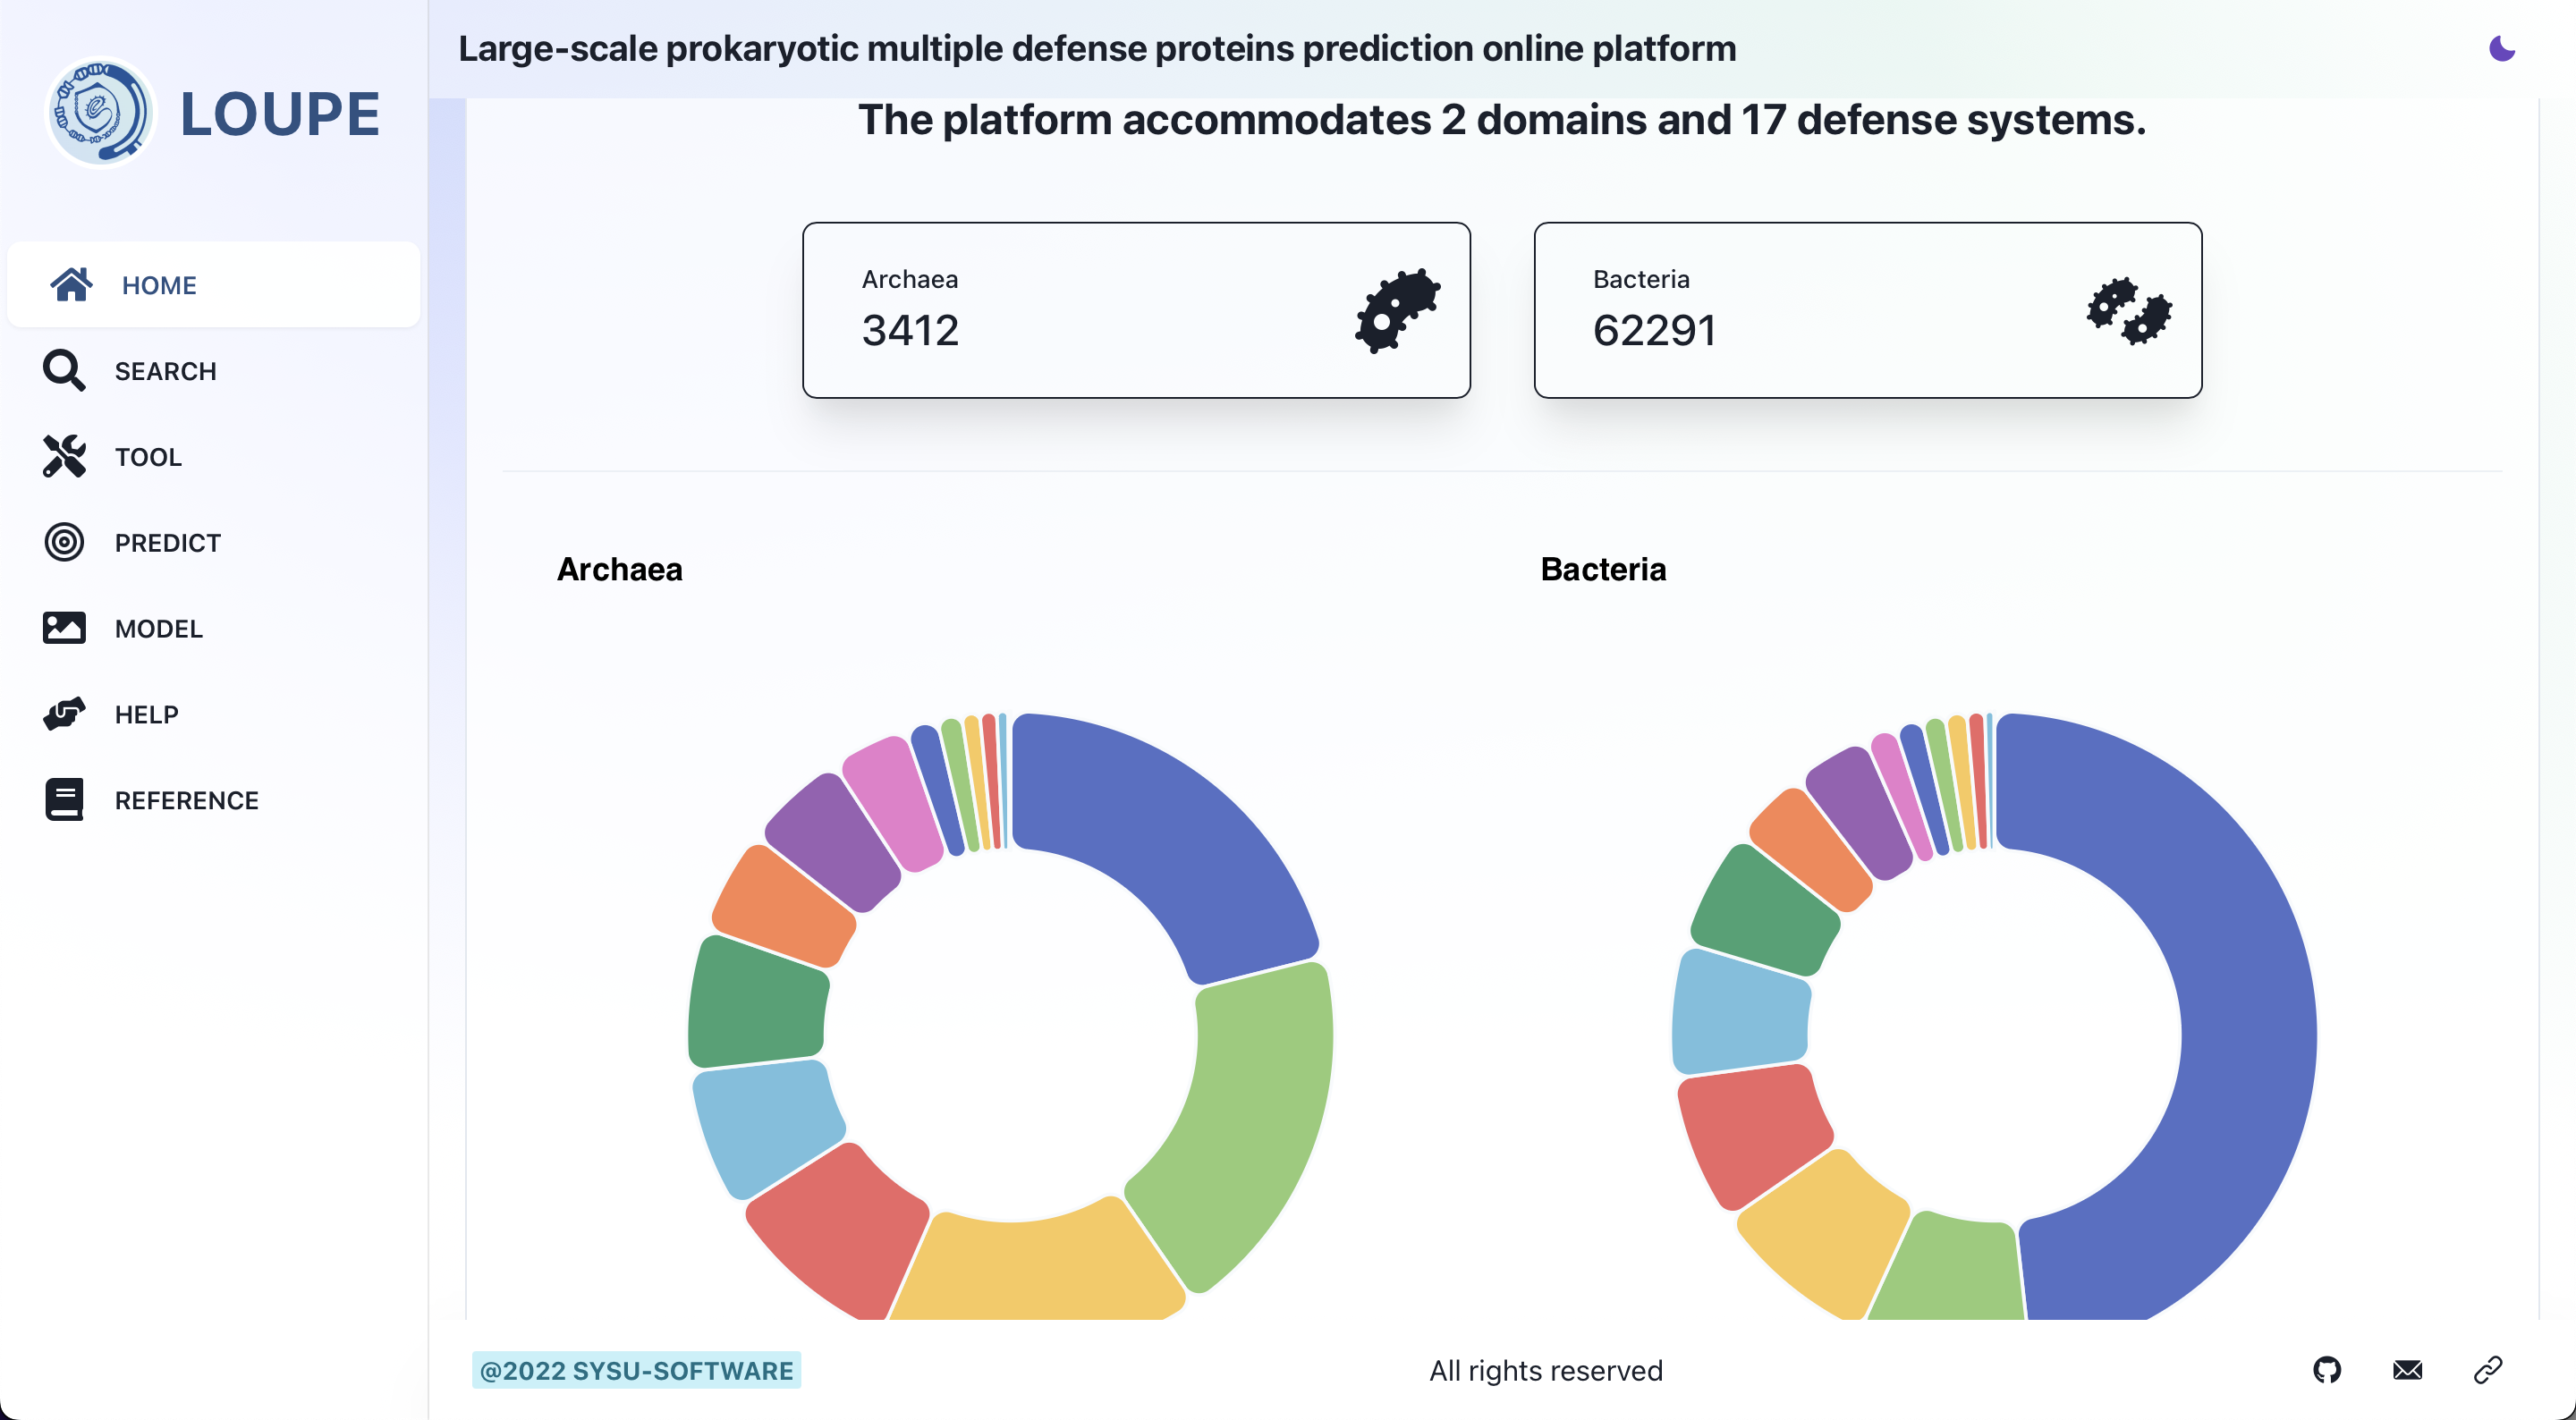 LOUPE
HOME
SEARCH
TOOL
PREDICT
MODEL
HELP
REFERENCE
Large-scale prokaryotic multiple defense proteins prediction online platform
The platform accommodates 2 domains and 17 defense systems.
Archaea
3412
Bacteria
62291
Archaea
Bacteria
@2022 SYSU-SOFTWARE
All rights reserved